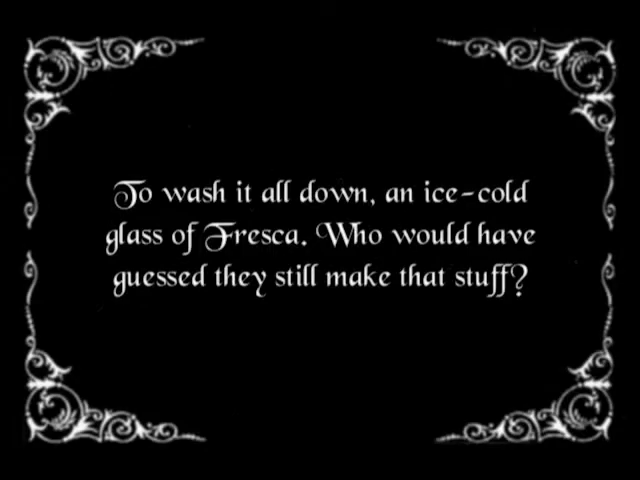 To wash it all down, an ice-cold
glass of Fresca. Who would have
guessed they still make that stuff?